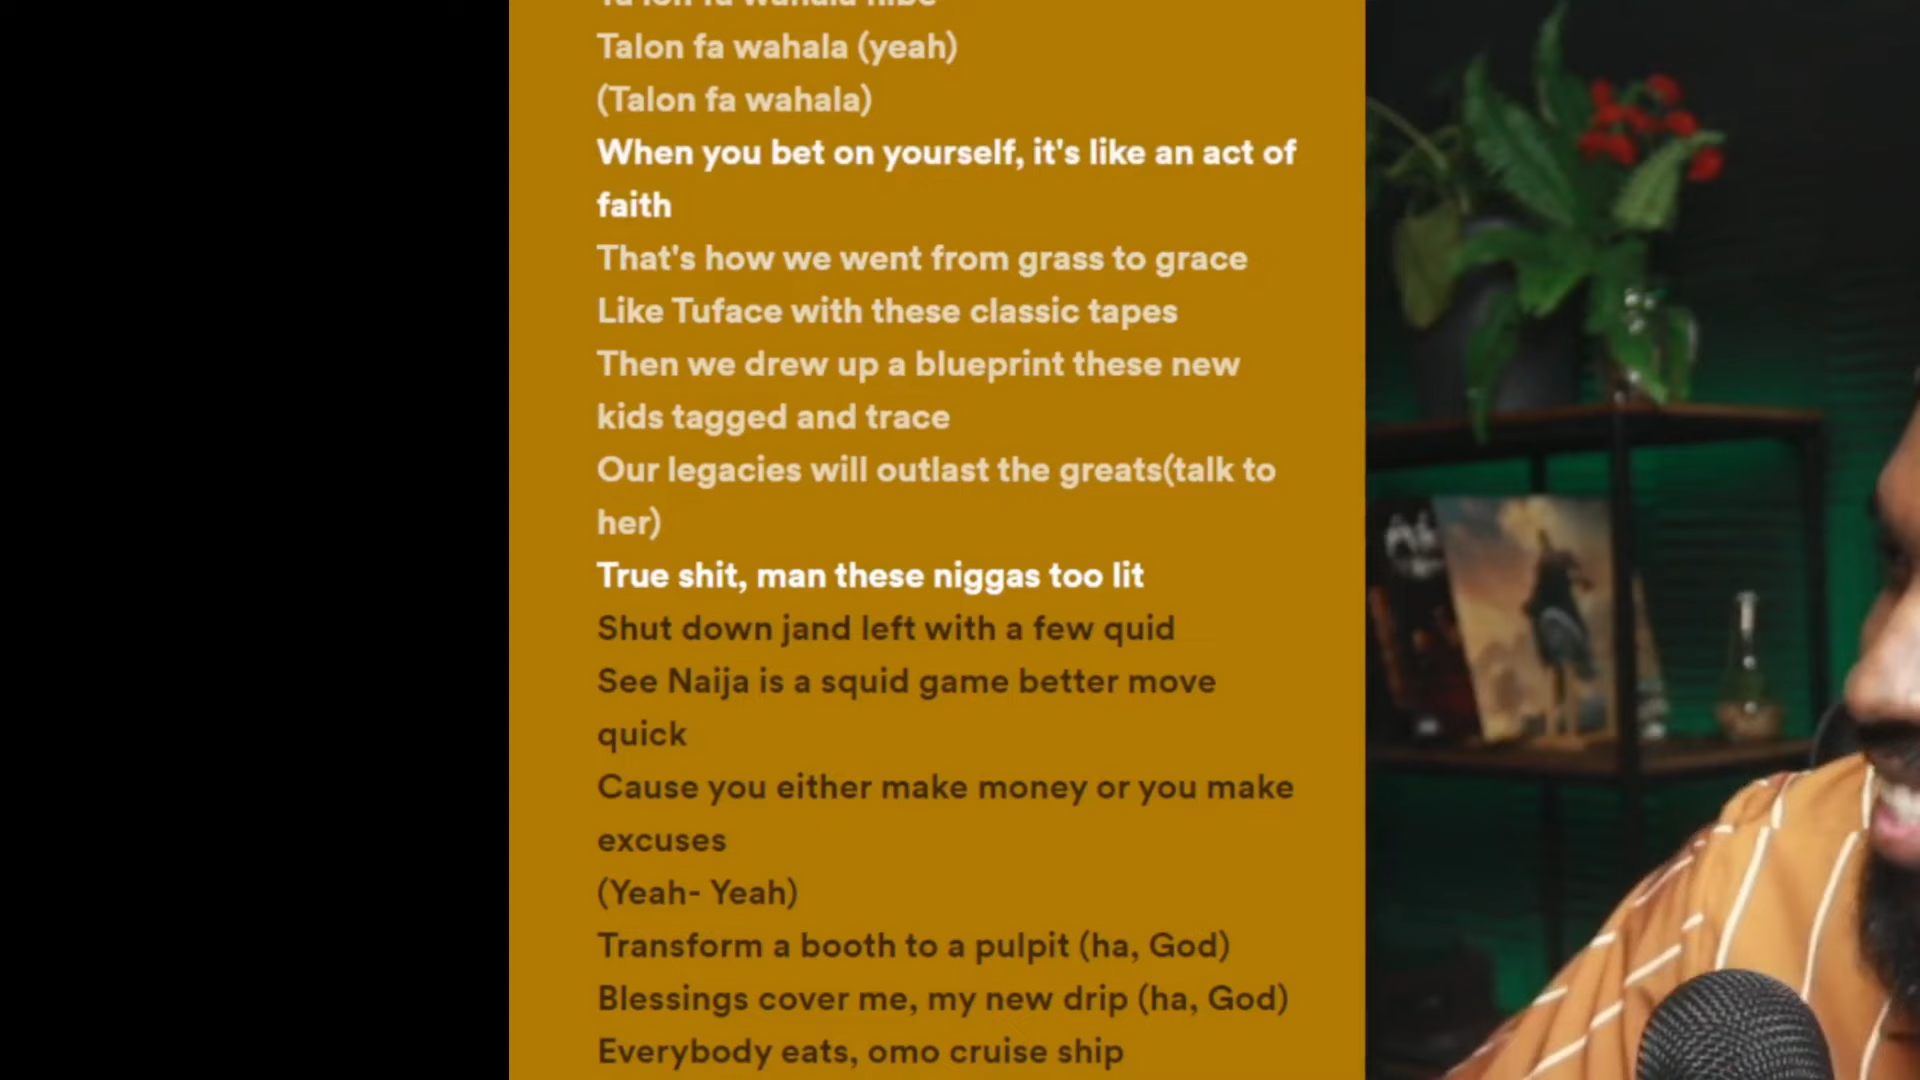 Talon fa wahala (yeah)
(Talon fa wahala)
When you bet on yourself, it's like an act of
faith
That's how we went from grass to grace
Like Tuface with these classic tapes
Then we drew up a blueprint these new
kids tagged and trace
Our legacies will outlast the greats(talk to
her)
True shit, man these niggas too lit
Shut down jand left with a few quid
See Naija is a squid game better move
quick
Cause you either make money or you make
excuses
(Yeah- Yeah)
Transform a booth to a pulpit (ha, God)
Blessings cover me, my new drip (ha, God)
Everybody eats, omo cruise ship